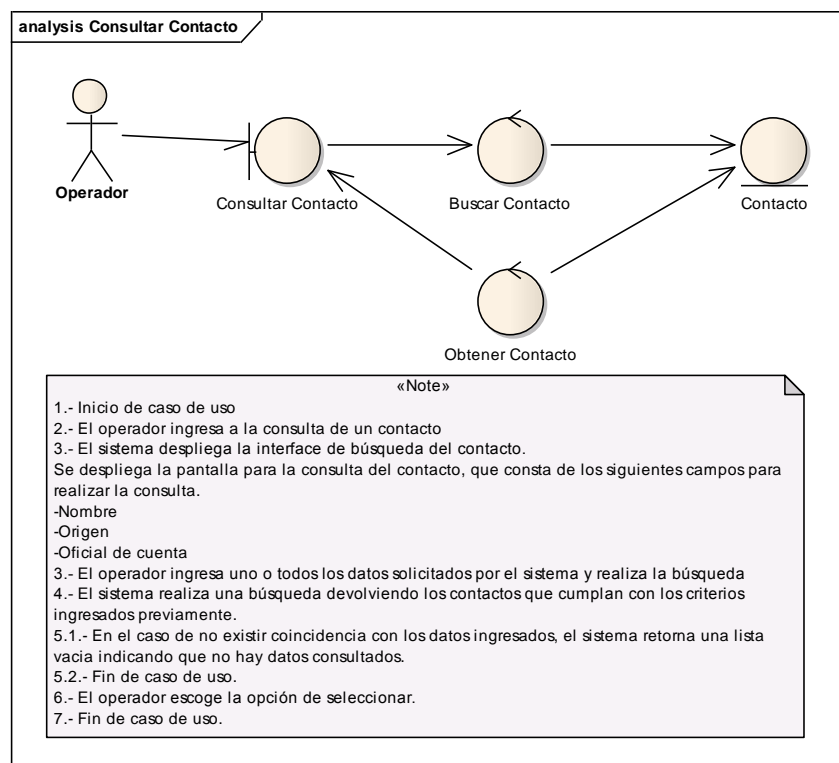 analysis Consultar Contacto
Operador
Consultar Contacto
Buscar Contacto
Contacto
Obtener Contacto
«Note»
1.- Inicio de caso de uso
2.- El operador ingresa a la consulta de un contacto
3.- El sistema despliega la interface de búsqueda del contacto.
Se despliega la pantalla para la consulta del contacto, que consta de los siguientes campos para
realizar la consulta.
-Nombre
-Origen
-Oficial de cuenta
3.- El operador ingresa uno o todos los datos solicitados por el sistema y realiza la búsqueda
4.- El sistema realiza una búsqueda devolviendo los contactos que cumplan con los criterios
ingresados previamente.
5.1.- En el caso de no existir coincidencia con los datos ingresados, el sistema retorna una lista
vacia indicando que no hay datos consultados.
5.2.- Fin de caso de uso.
6.- El operador escoge la opción de seleccionar.
7.- Fin de caso de uso.